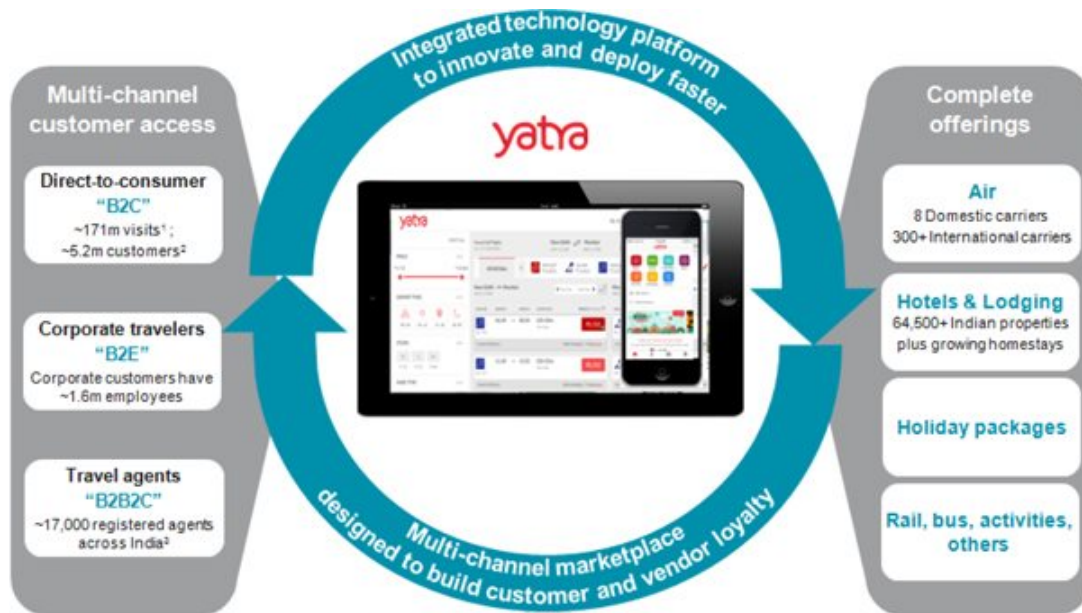 Integrated technology platform
to innovate and deploy faster
Multi-channel
customer access
Direct-to-consumer
“B2C”
~171m visits¹ ;
~5.2m customers²
Corporate travelers
“B2E”
Corporate customers have
~1.6m employees
Travel agents
“B2B2C”
~17,000 registered agents
across India²
yatra
yatra
Complete
offerings
Air
8 Domestic carriers
300+ International carriers
Hotels & Lodging
64,500+ Indian properties
plus growing homestays
Holiday packages
Rail, bus, activities,
others
Multi-channel marketplace
designed to build customer and vendor loyalty